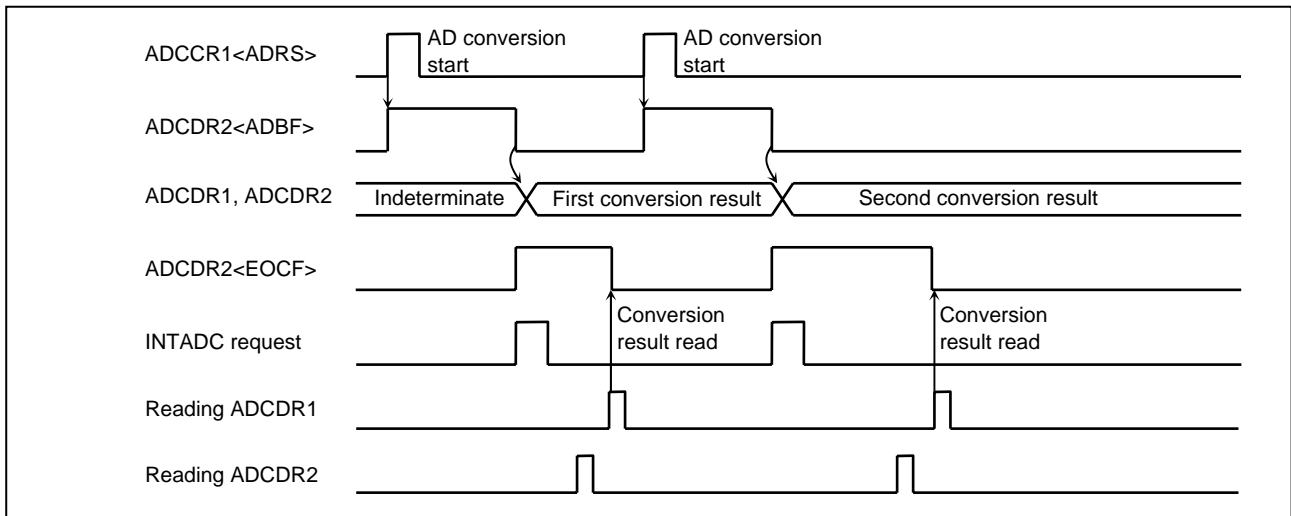 ADCCR1<ADRS>
AD conversion
start
AD conversion
start
ADCDR2<ADBF>
ADCDR1, ADCDR2
Indeterminate
First conversion result
Second conversion result
ADCDR2<EOCF>
Conversion
result read
Conversion
result read
INTADC request
Reading ADCDR1
Reading ADCDR2